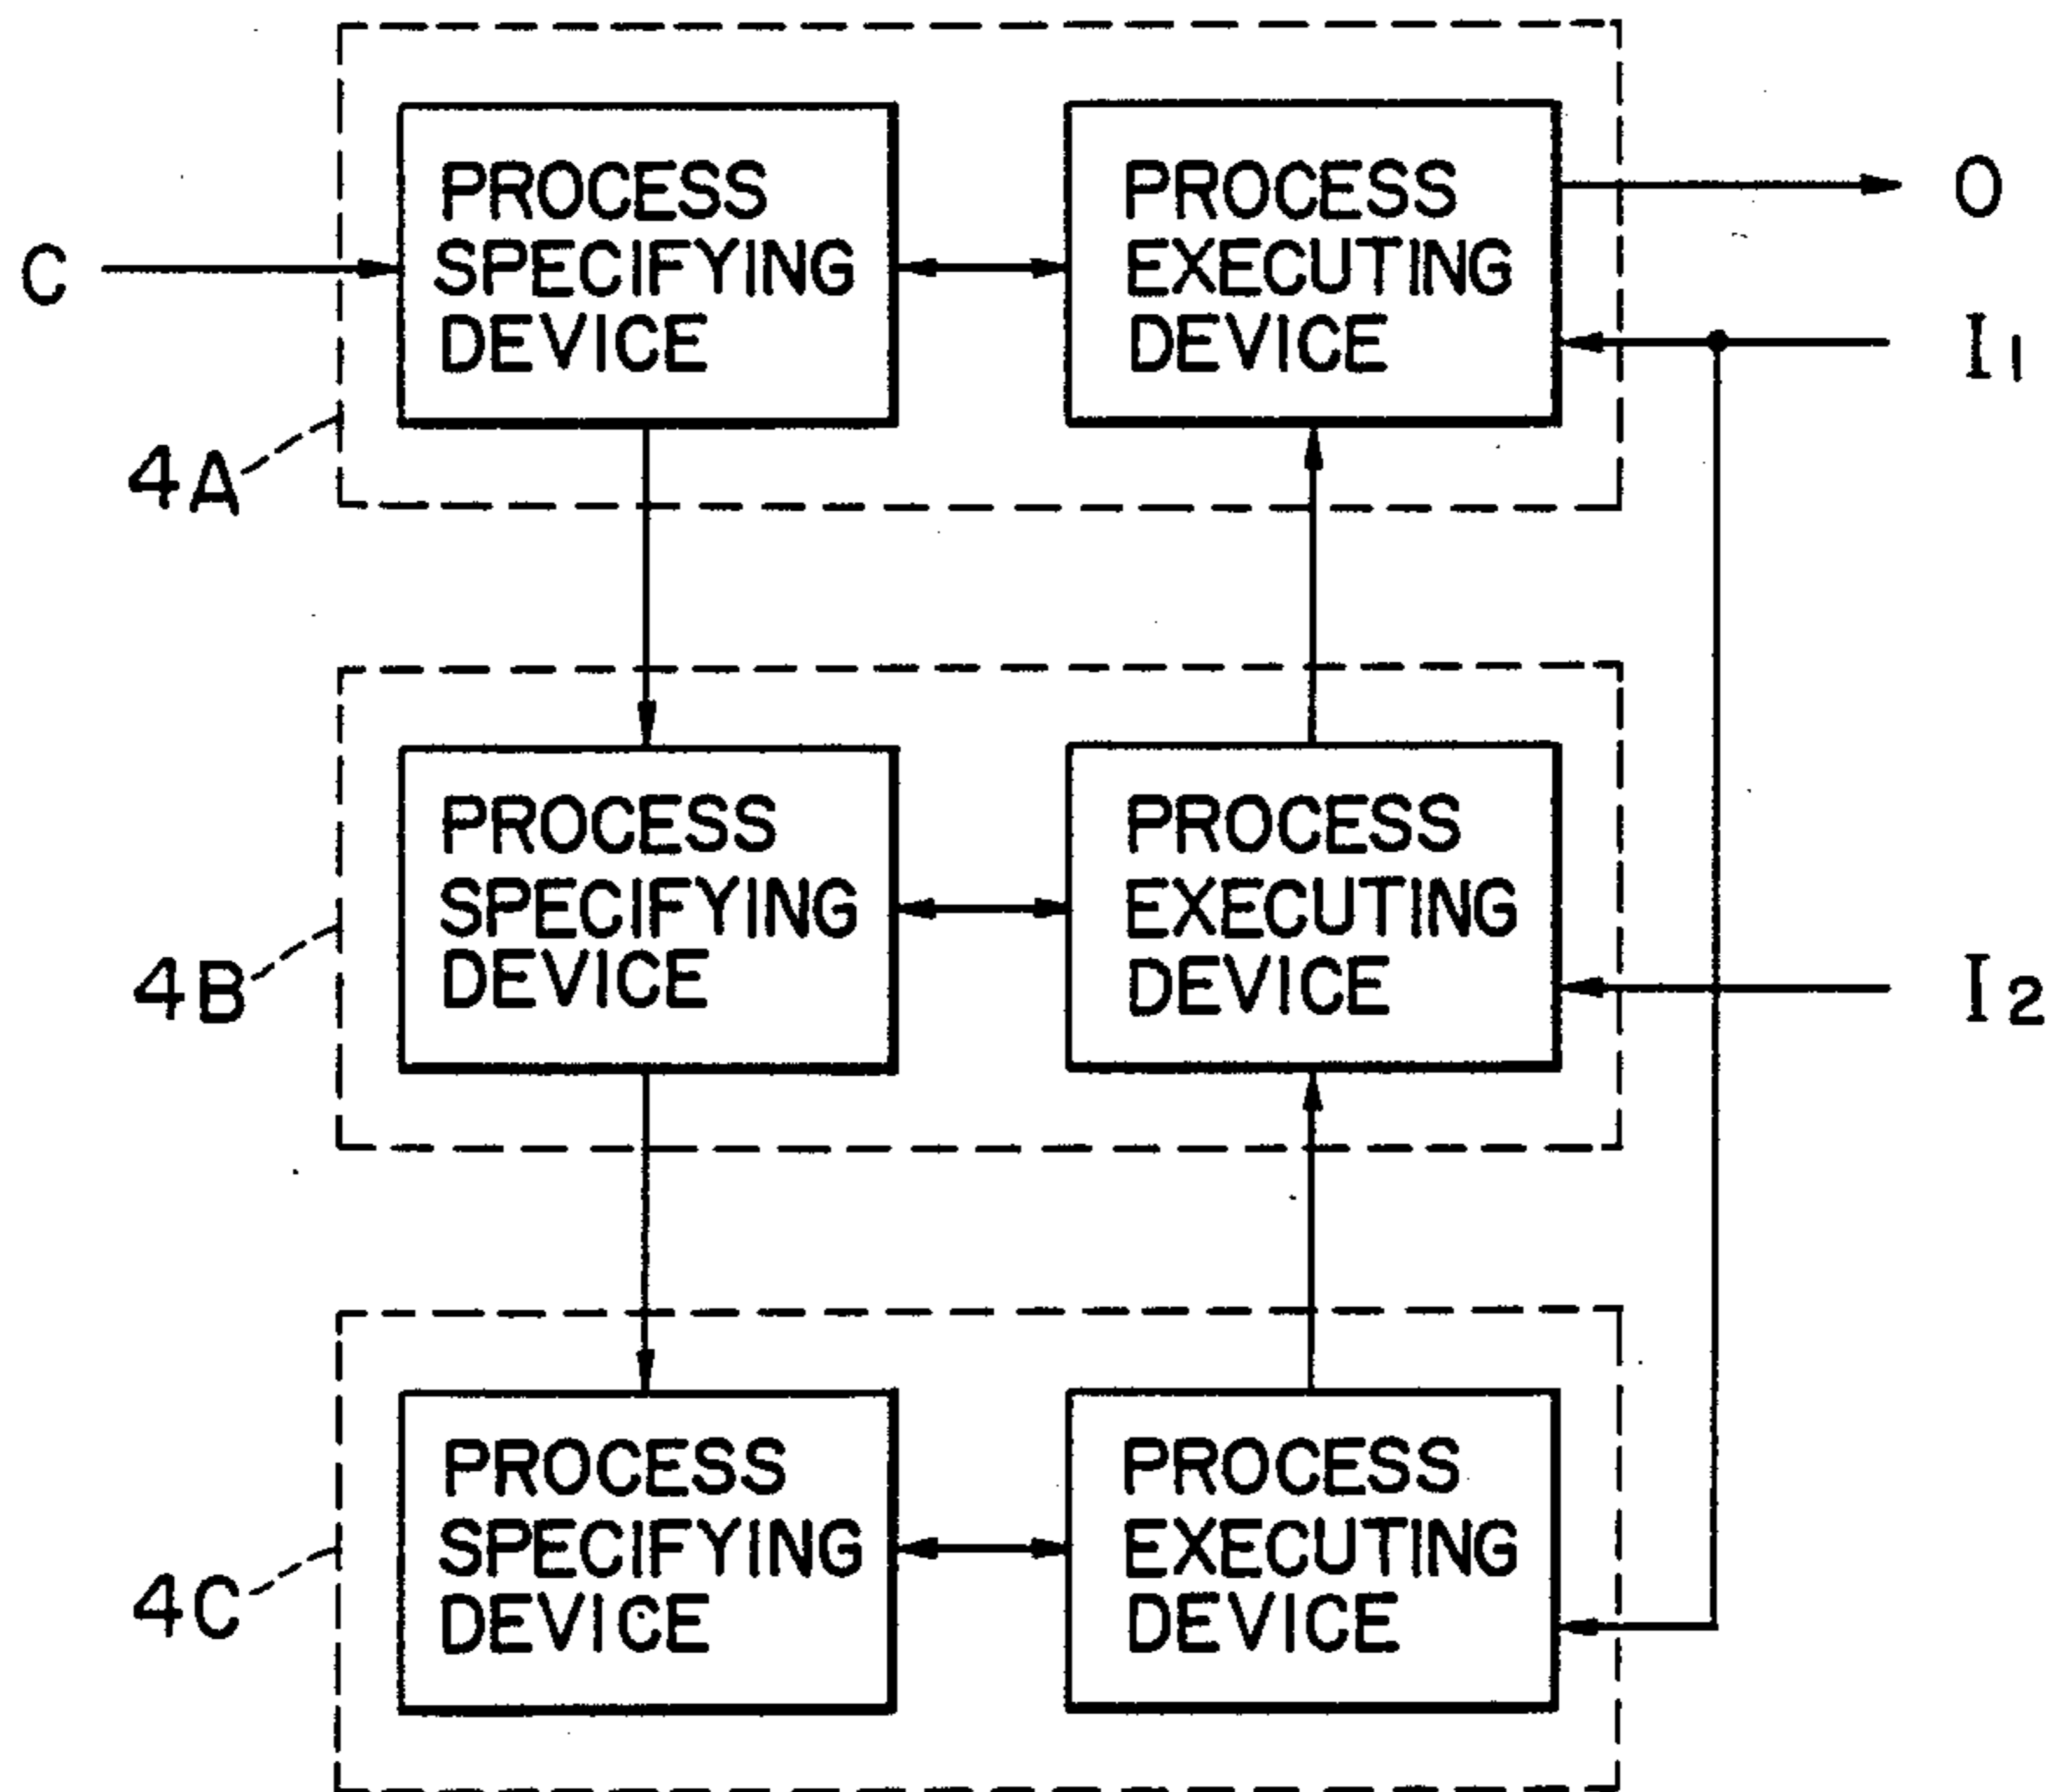 PROCESS
SPECIFYING
DEVICE
PROCESS
EXECUTING
DEVICE
O
C
I1
4A
PROCESS
SPECIFYING
DEVICE
PROCESS
EXECUTING
DEVICE
4B
I2
PROCESS
SPECIFYING
DEVICE
PROCESS
EXECUTING
DEVICE
4C